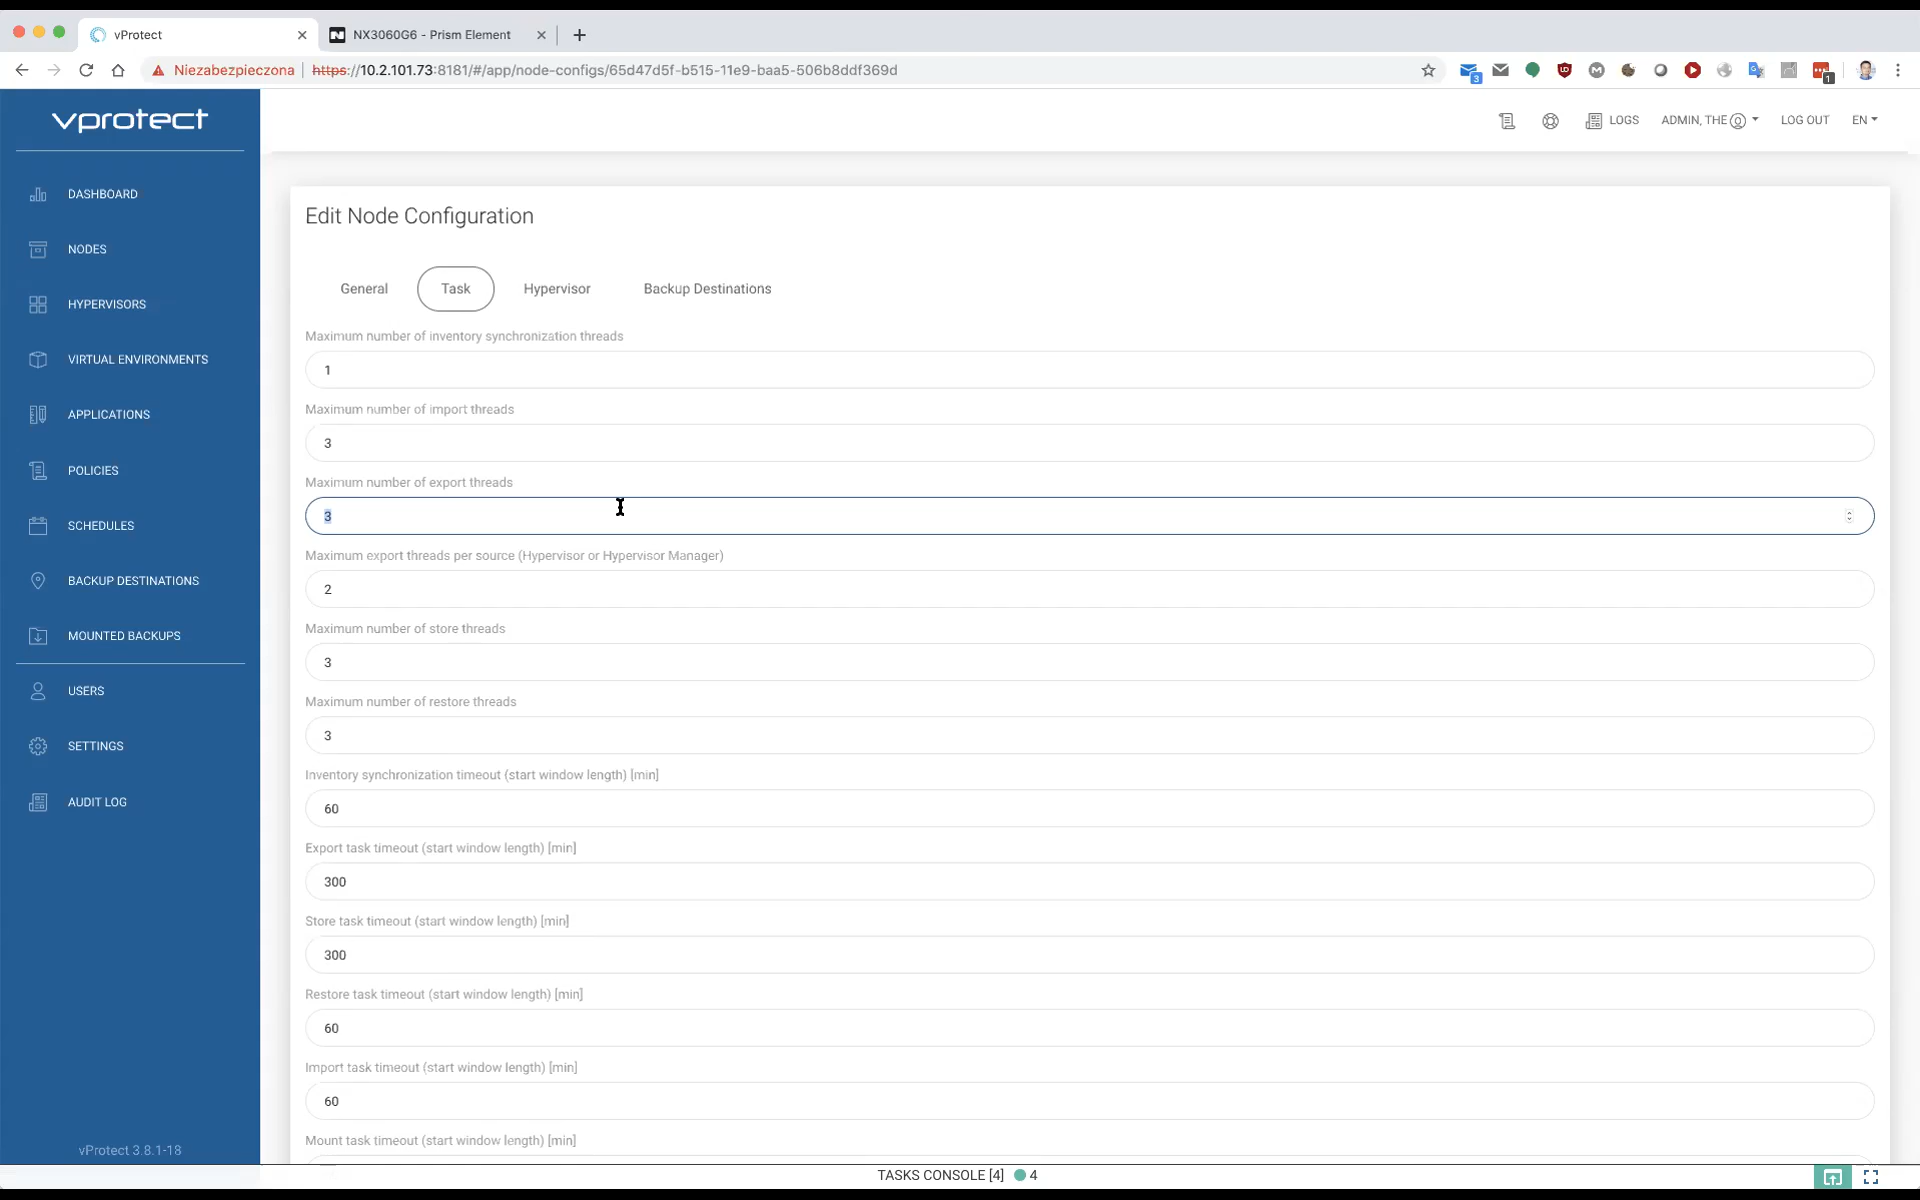 vProtect
NX3060G6 - Prism Element
Niezabezpieczona https://10.2.101.73:8181/#/app/node-configs/65d47d5f-b515-11e9-baa5-506b8ddf369d
3
1
vprotect
LOGS
ADMIN, THE
LOG OUT
EN
DASHBOARD
NODES
HYPERVISORS
VIRTUAL ENVIRONMENTS
APPLICATIONS
POLICIES
SCHEDULES
BACKUP DESTINATIONS
MOUNTED BACKUPS
USERS
SETTINGS
AUDIT LOG
vProtect 3.8.1-18
Edit Node Configuration
General
Task
Hypervisor
Backup Destinations
Maximum number of inventory synchronization threads
1
Maximum number of import threads
3
Maximum number of export threads
3
Maximum export threads per source (Hypervisor or Hypervisor Manager)
2
Maximum number of store threads
3
Maximum number of restore threads
3
Inventory synchronization timeout (start window length) [min]
60
Export task timeout (start window length) [min]
300
Store task timeout (start window length) [min]
300
Restore task timeout (start window length) [min]
60
Import task timeout (start window length) [min]
60
Mount task timeout (start window length) [min]
TASKS CONSOLE [4] 4